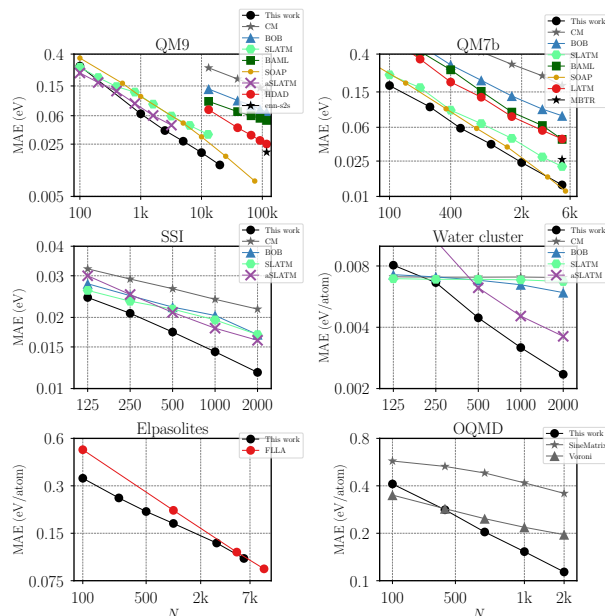 QM9
MAE (eV)
0.4
0.15
0.06
0.025
0.005
100
1k
10k
100k
This work
CM
BOB
SLATM
BAML
SOAP
aSLATM
HDAD
enn-s2s
QM7b
MAE (eV)
0.4
0.15
0.06
0.025
0.01
100
400
2k
6k
This work
CM
BOB
SLATM
BAML
SOAP
LATM
MBTR
SSI
MAE (eV)
0.04
0.03
0.02
0.015
0.01
125
250
500
1000
2000
This work
CM
BOB
SLATM
aSLATM
Water cluster
MAE (eV/atom)
0.008
0.004
0.002
125
250
500
1000
2000
This work
CM
BOB
SLATM
aSLATM
Elpasolites
MAE (eV/atom)
0.6
0.3
0.15
0.075
100
500
2k
7k
N
This work
FLLA
OQMD
MAE (eV/atom)
0.8
0.4
0.2
0.1
100
500
1k
2k
N
This work
SineMatrix
Voroni